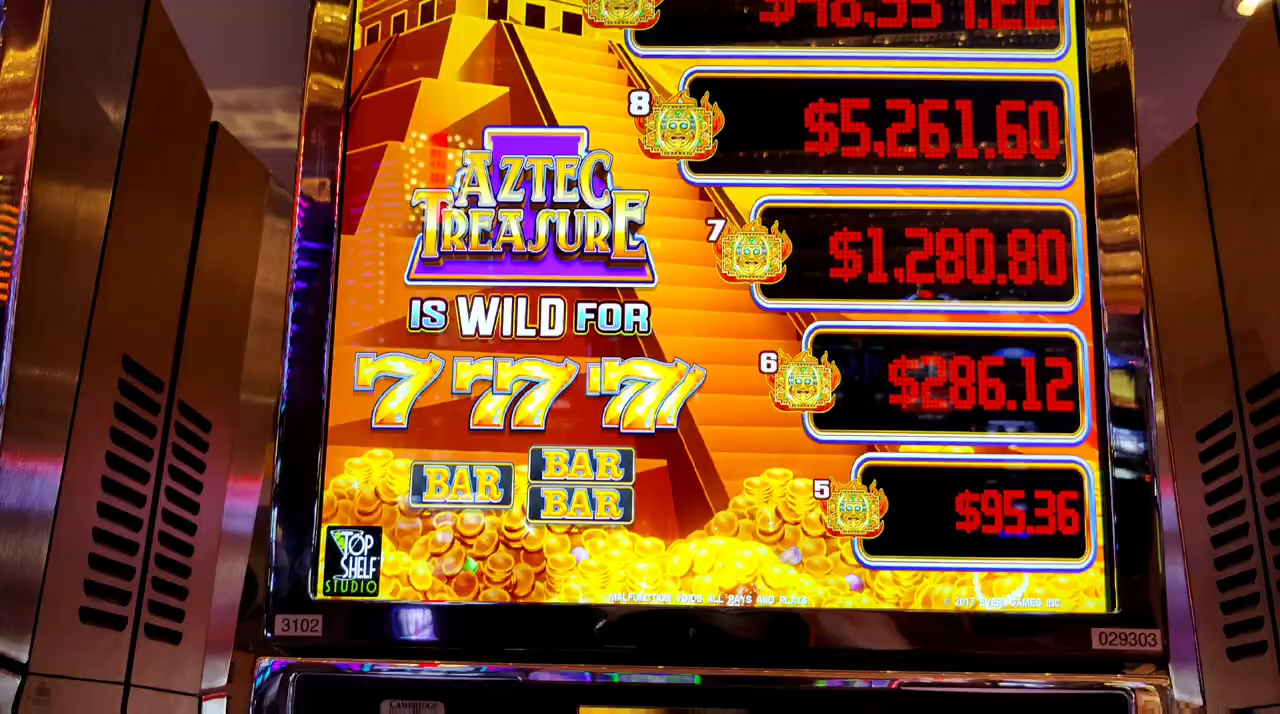 8
$5,261.60
AZTEC
TREASURE
7
$1,280.80
IS WILD FOR
6
$286.12
7 77 777
BAR
BAR
BAR
5
$95.36
TOP
SHELF
STUDIO
MALFUNCTION VOIDS ALL PAYS AND PLAYS
© 2017 EVERI GAMES INC.
3102
029303